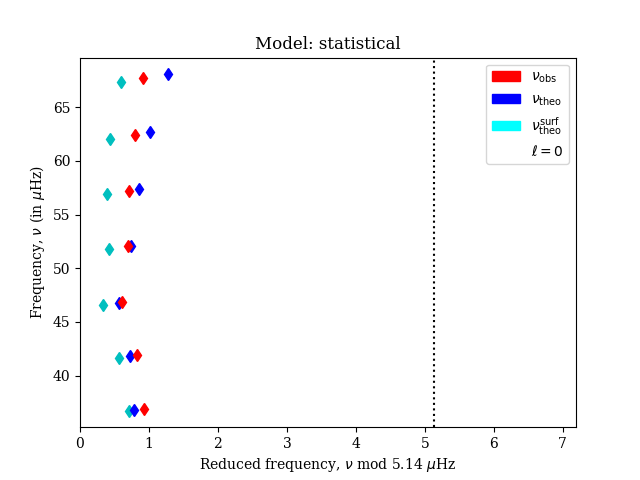 Model: statistical
65
60
55
50
45
40
Frequency, ν (in μHz)
ν_obs
ν_theo
ν_theo^surf
ℓ = 0
0 1 2 3 4 5 6 7
Reduced frequency, ν mod 5.14 μHz